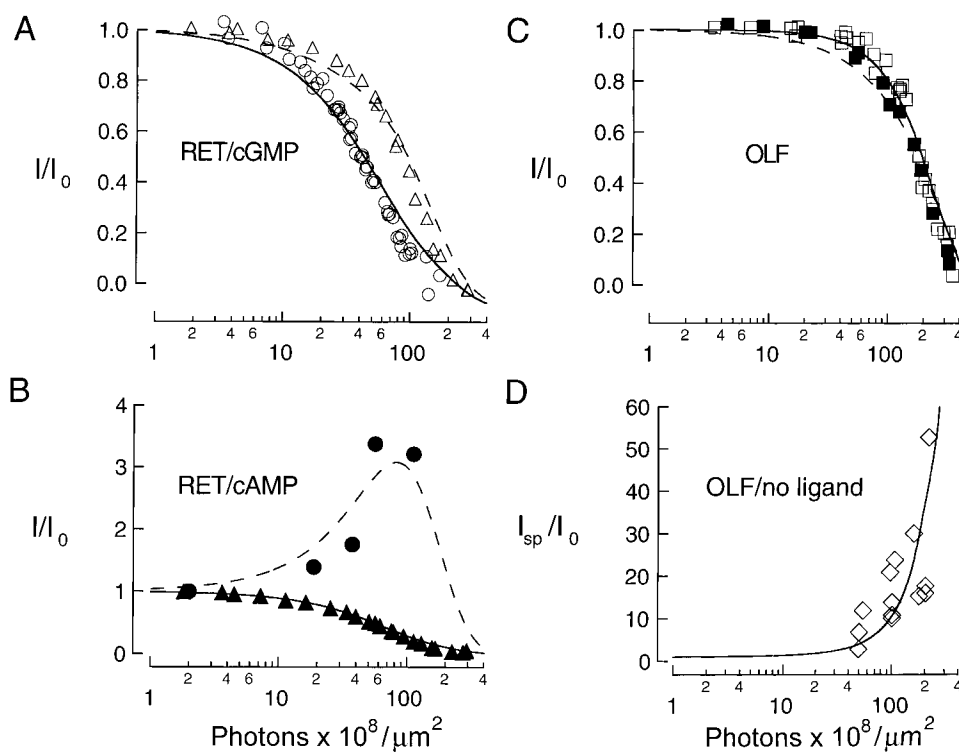 A
I/I0
1.0
0.8
0.6
0.4
0.2
0.0
RET/cGMP
1 2 4 6 10 2 4 6 100 2 4
C
I/I0
1.0
0.8
0.6
0.4
0.2
0.0
OLF
1 2 4 6 10 2 4 6 100 2 4
B
I/I0
4
3
2
1
0
RET/cAMP
1 2 4 6 10 2 4 6 100 2 4
Photons x 10^8/μm^2
D
Isp/I0
60
50
40
30
20
10
0
OLF/no ligand
1 2 4 6 10 2 4 6 100 2 4
Photons x 10^8/μm^2